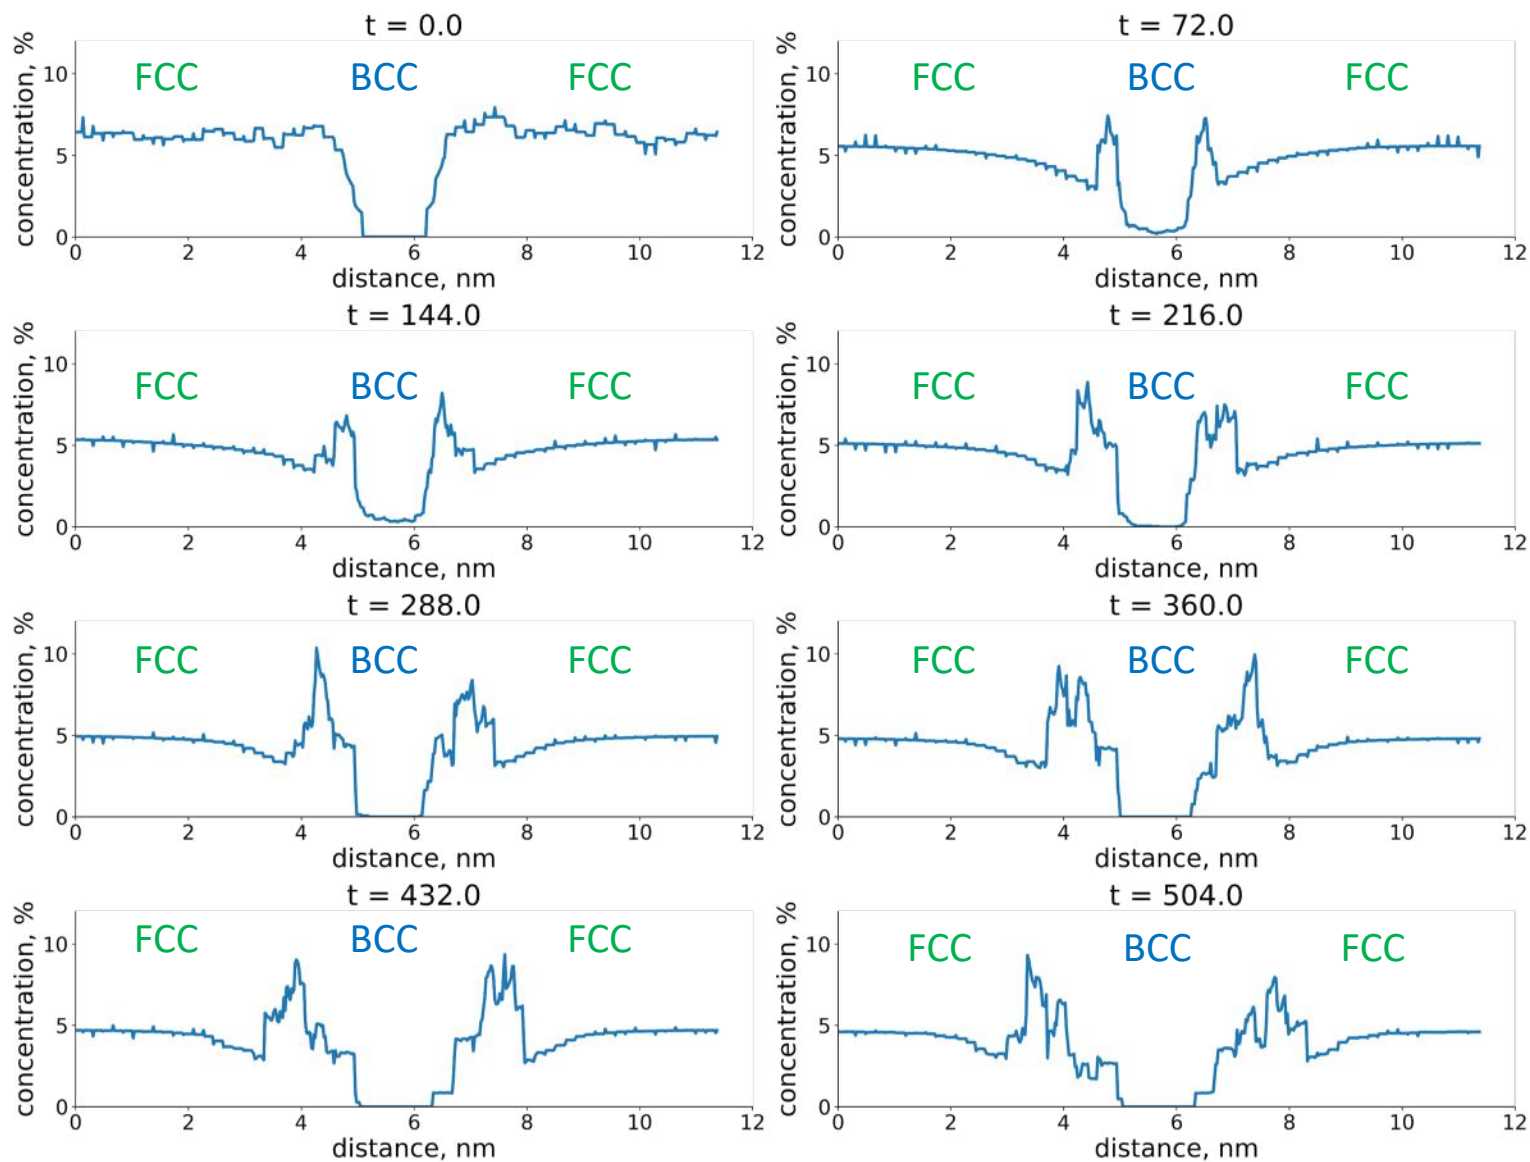 t = 0.0
concentration, %
10
5
0
FCC BCC FCC
0 2 4 6 8 10 12
distance, nm
t = 72.0
concentration, %
10
5
0
FCC BCC FCC
0 2 4 6 8 10 12
distance, nm
t = 144.0
concentration, %
10
5
0
FCC BCC FCC
0 2 4 6 8 10 12
distance, nm
t = 216.0
concentration, %
10
5
0
FCC BCC FCC
0 2 4 6 8 10 12
distance, nm
t = 288.0
concentration, %
10
5
0
FCC BCC FCC
0 2 4 6 8 10 12
distance, nm
t = 360.0
concentration, %
10
5
0
FCC BCC FCC
0 2 4 6 8 10 12
distance, nm
t = 432.0
concentration, %
10
5
0
FCC BCC FCC
0 2 4 6 8 10 12
distance, nm
t = 504.0
concentration, %
10
5
0
FCC BCC FCC
0 2 4 6 8 10 12
distance, nm